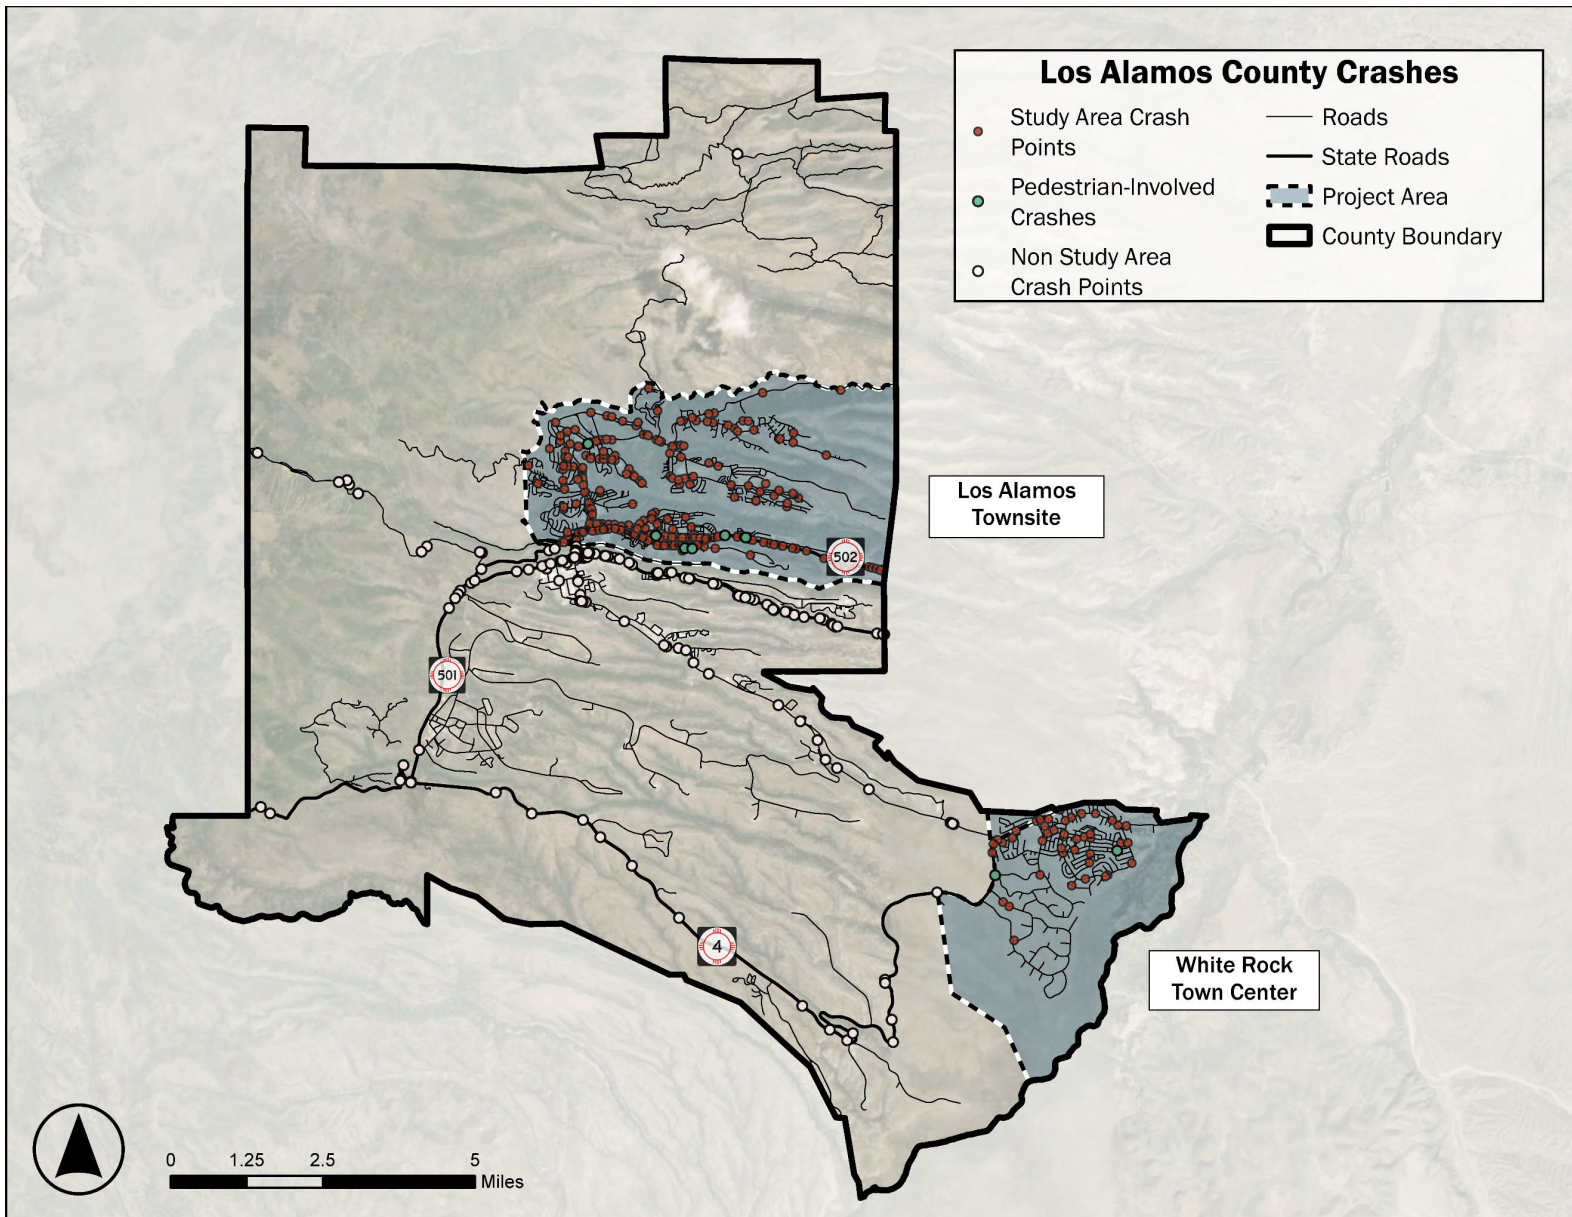 Los Alamos County Crashes
Study Area Crash
Points
Pedestrian-Involved
Crashes
Non Study Area
Crash Points
Roads
State Roads
Project Area
County Boundary
Los Alamos
Townsite
502
501
4
White Rock
Town Center
0 1.25 2.5 5
Miles